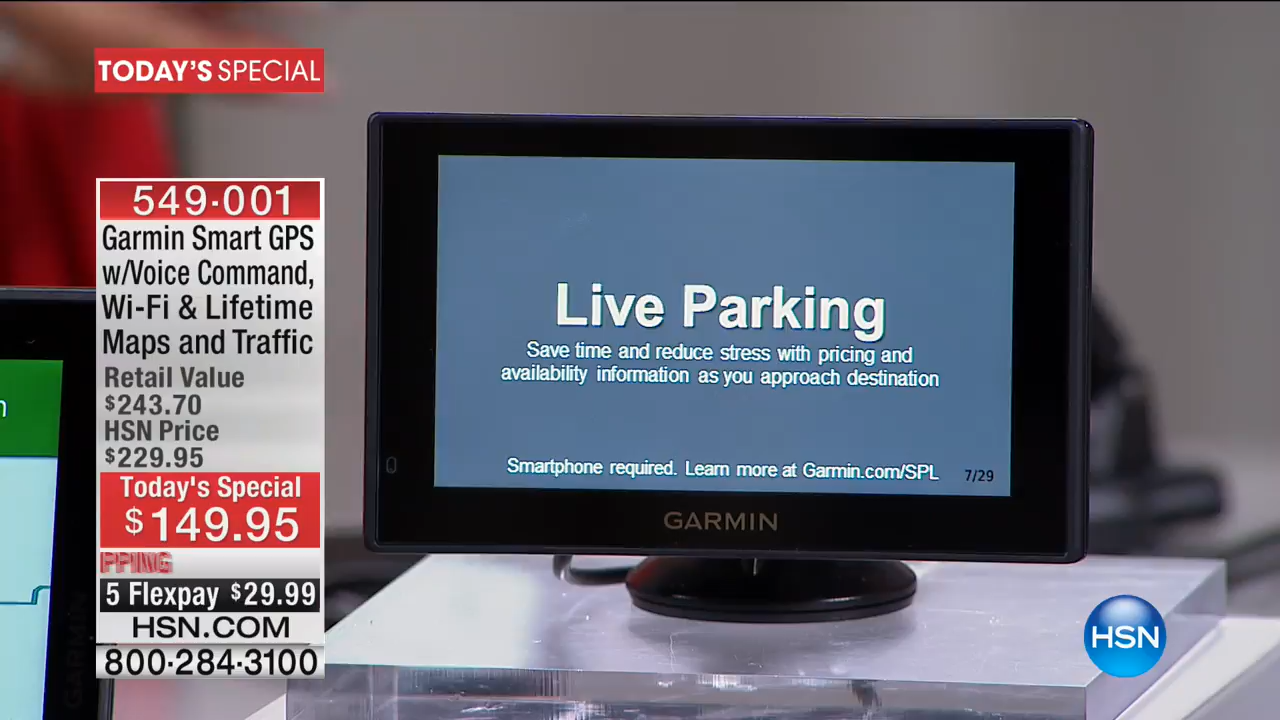 TODAY'S SPECIAL
549·001
Garmin Smart GPS
w/Voice Command,
Wi-Fi & Lifetime
Maps and Traffic
Retail Value
$243.70
HSN Price
$229.95
Today's Special
$149.95
PPING
5 Flexpay $29.99
HSN.COM
800·284·3100
Live Parking
Save time and reduce stress with pricing and
availability information as you approach destination
Smartphone required. Learn more at Garmin.com/SPL
7/29
GARMIN
HSN
GARMIN